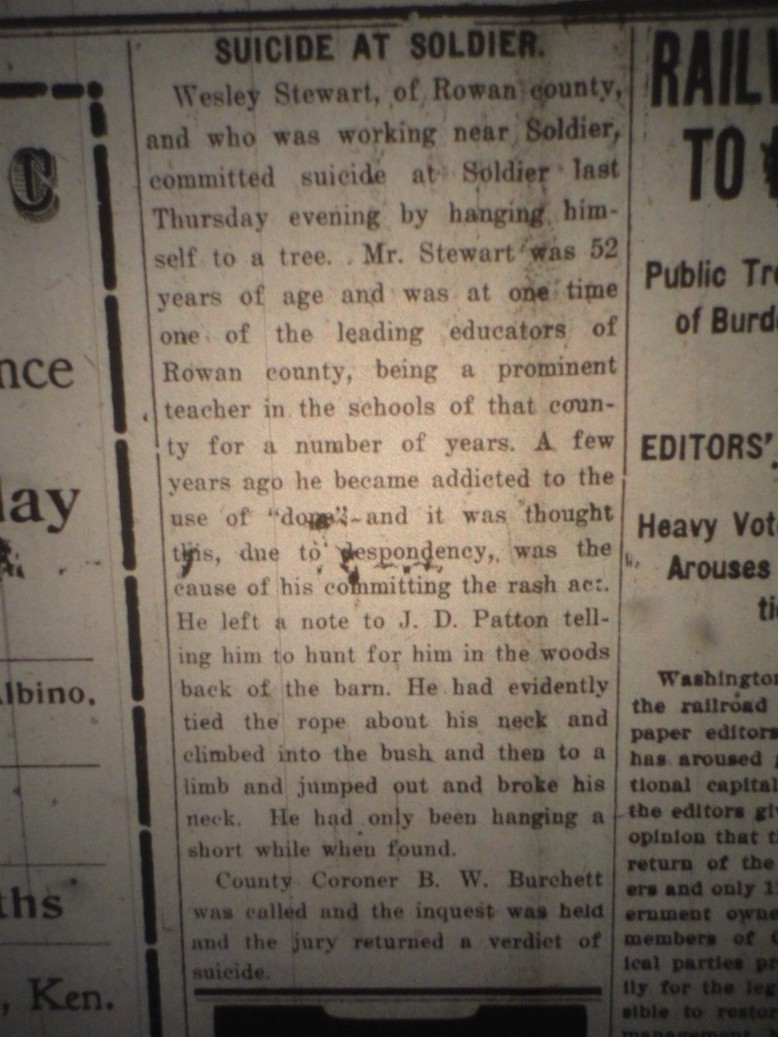 C
nce
lay
lbino,
ths
, Ken.
SUICIDE AT SOLDIER.
Wesley Stewart, of Rowan county,
and who was working near Soldier,
committed suicide at Soldier last
Thursday evening by hanging him-
self to a tree. Mr. Stewart was 52
years of age and was at one time
one of the leading educators of
Rowan county, being a prominent
teacher in the schools of that coun-
ty for a number of years. A few
years ago he became addicted to the
use of "dope" and it was thought
this, due to despondency, was the
cause of his committing the rash act.
He left a note to J. D. Patton tell-
ing him to hunt for him in the woods
back of the barn. He had evidently
tied the rope about his neck and
climbed into the bush and then to a
limb and jumped out and broke his
neck. He had only been hanging a
short while when found.
County Coroner B. W. Burchett
was called and the inquest was held
and the jury returned a verdict of
suicide.
RAIL
TO
Public Tre
of Burd
EDITORS'
Heavy Vot
Arouses
ti
Washington
the railroad
paper editors
has aroused
tional capital
the editors gi
opinion that t
return of the
ers and only 1
ernment owne
members of
ical parties pr
ily for the leg
sible to restor